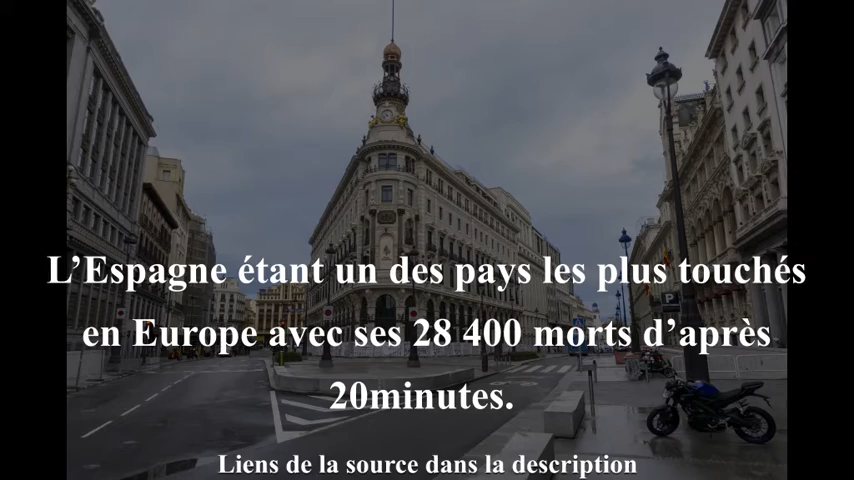 L’Espagne étant un des pays les plus touchés
en Europe avec ses 28 400 morts d’après
20minutes.
Liens de la source dans la description